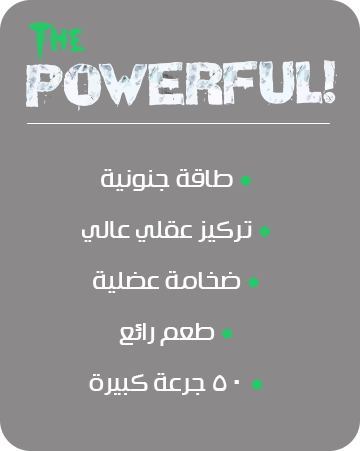 THE
POWERFUL!
• طاقة جنونية
• تركيز عقلي عالي
• ضخامة عضلية
• طعم رائع
• ٥٠ جرعة كبيرة